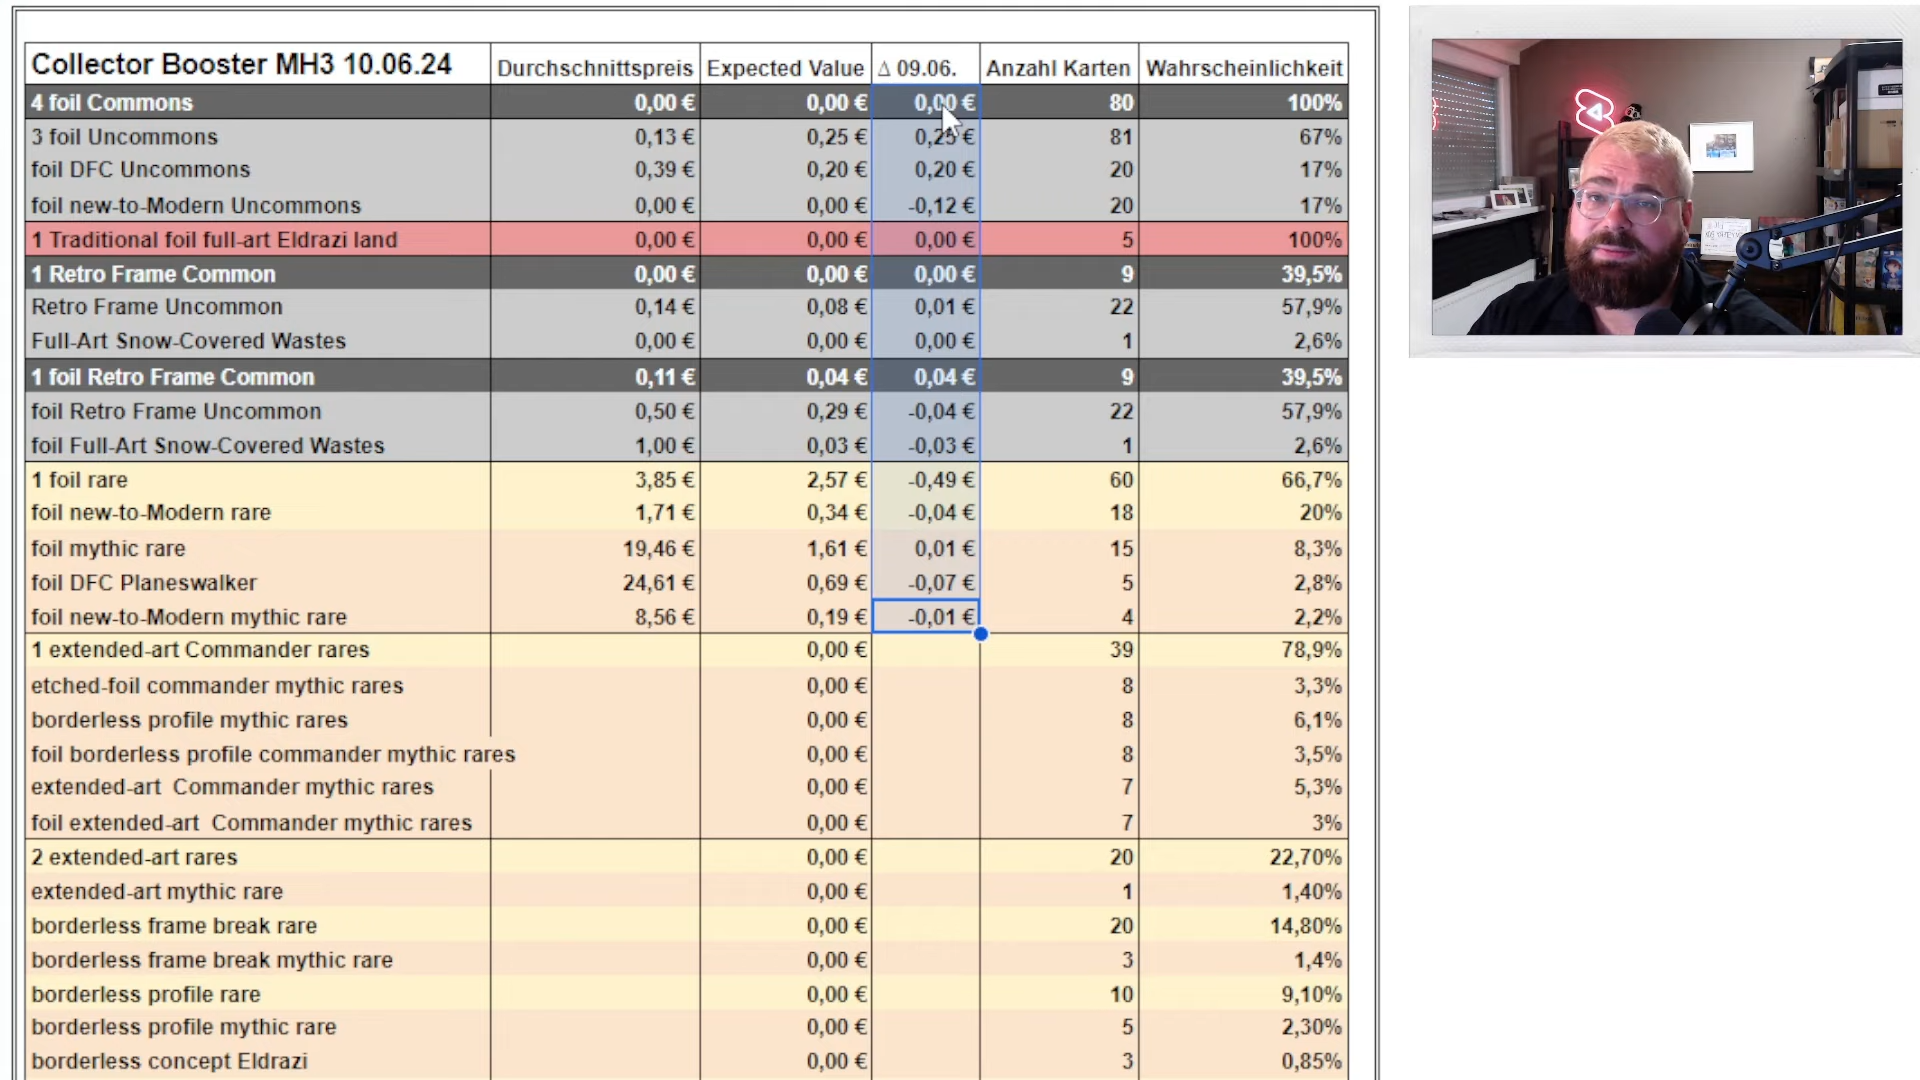 Collector Booster MH3 10.06.24 Durchschnittspreis Expected Value Δ 09.06. Anzahl Karten Wahrscheinlichkeit
4 foil Commons 0,00 € 0,00 € 0,00 € 80 100%
3 foil Uncommons 0,13 € 0,25 € 0,25 € 81 67%
foil DFC Uncommons 0,39 € 0,20 € 0,20 € 20 17%
foil new-to-Modern Uncommons 0,00 € 0,00 € -0,12 € 20 17%
1 Traditional foil full-art Eldrazi land 0,00 € 0,00 € 0,00 € 5 100%
1 Retro Frame Common 0,00 € 0,00 € 0,00 € 9 39,5%
Retro Frame Uncommon 0,14 € 0,08 € 0,01 € 22 57,9%
Full-Art Snow-Covered Wastes 0,00 € 0,00 € 0,00 € 1 2,6%
1 foil Retro Frame Common 0,11 € 0,04 € 0,04 € 9 39,5%
foil Retro Frame Uncommon 0,50 € 0,29 € -0,04 € 22 57,9%
foil Full-Art Snow-Covered Wastes 1,00 € 0,03 € -0,03 € 1 2,6%
1 foil rare 3,85 € 2,57 € -0,49 € 60 66,7%
foil new-to-Modern rare 1,71 € 0,34 € -0,04 € 18 20%
foil mythic rare 19,46 € 1,61 € 0,01 € 15 8,3%
foil DFC Planeswalker 24,61 € 0,69 € -0,07 € 5 2,8%
foil new-to-Modern mythic rare 8,56 € 0,19 € -0,01 € 4 2,2%
1 extended-art Commander rares 0,00 € 39 78,9%
etched-foil commander mythic rares 0,00 € 8 3,3%
borderless profile mythic rares 0,00 € 8 6,1%
foil borderless profile commander mythic rares 0,00 € 8 3,5%
extended-art Commander mythic rares 0,00 € 7 5,3%
foil extended-art Commander mythic rares 0,00 € 7 3%
2 extended-art rares 0,00 € 20 22,70%
extended-art mythic rare 0,00 € 1 1,40%
borderless frame break rare 0,00 € 20 14,80%
borderless frame break mythic rare 0,00 € 3 1,4%
borderless profile rare 0,00 € 10 9,10%
borderless profile mythic rare 0,00 € 5 2,30%
borderless concept Eldrazi 0,00 € 3 0,85%